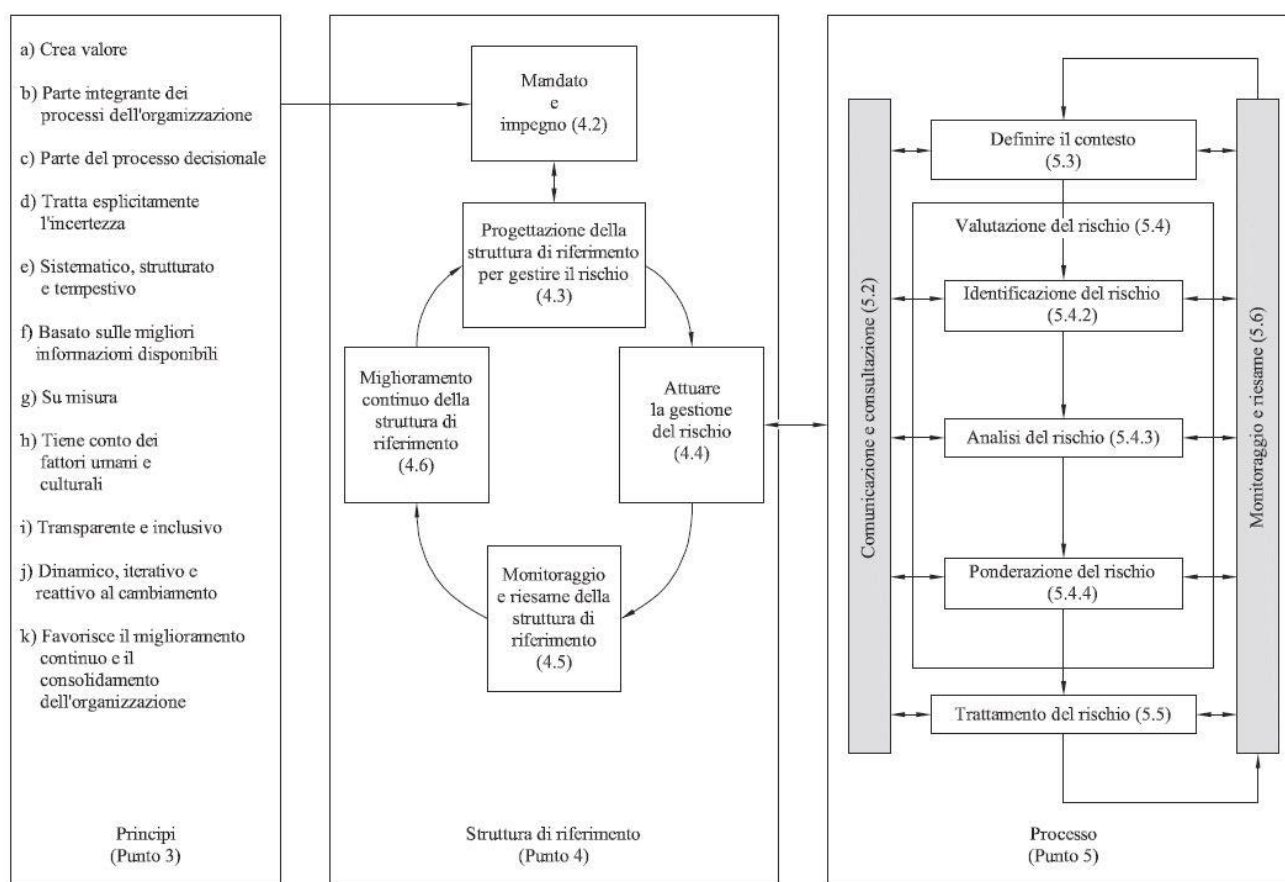 a) Crea valore
b) Parte integrante dei
processi dell'organizzazione
c) Parte del processo decisionale
d) Tratta esplicitamente
l'incertezza
e) Sistematico, strutturato
e tempestivo
f) Basato sulle migliori
informazioni disponibili
g) Su misura
h) Tiene conto dei
fattori umani e
culturali
i) Transparente e inclusivo
j) Dinamico, iterativo e
reattivo al cambiamento
k) Favorisce il miglioramento
continuo e il
consolidamento
dell'organizzazione
Principi
(Punto 3)
Mandato
e
impegno (4.2)
Progettazione della
struttura di riferimento
per gestire il rischio
(4.3)
Attuare
la gestione
del rischio
(4.4)
Monitoraggio
e riesame della
struttura di
riferimento
(4.5)
Miglioramento
continuo della
struttura di
riferimento
(4.6)
Struttura di riferimento
(Punto 4)
Comunicazione e consultazione (5.2)
Definire il contesto
(5.3)
Valutazione del rischio (5.4)
Identificazione del rischio
(5.4.2)
Analisi del rischio (5.4.3)
Ponderazione del rischio
(5.4.4)
Trattamento del rischio (5.5)
Monitoraggio e riesame (5.6)
Processo
(Punto 5)